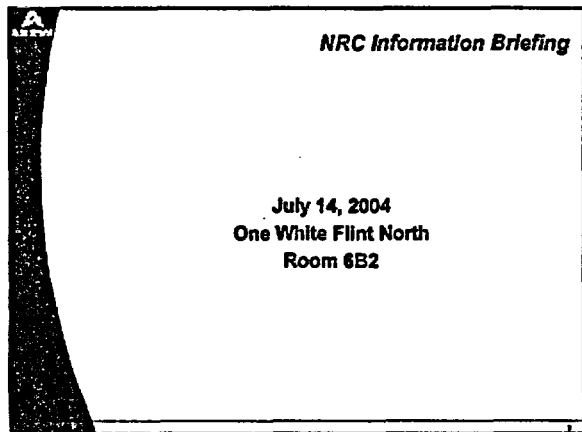 NRC Information Briefing
July 14, 2004
One White Flint North
Room 6B2